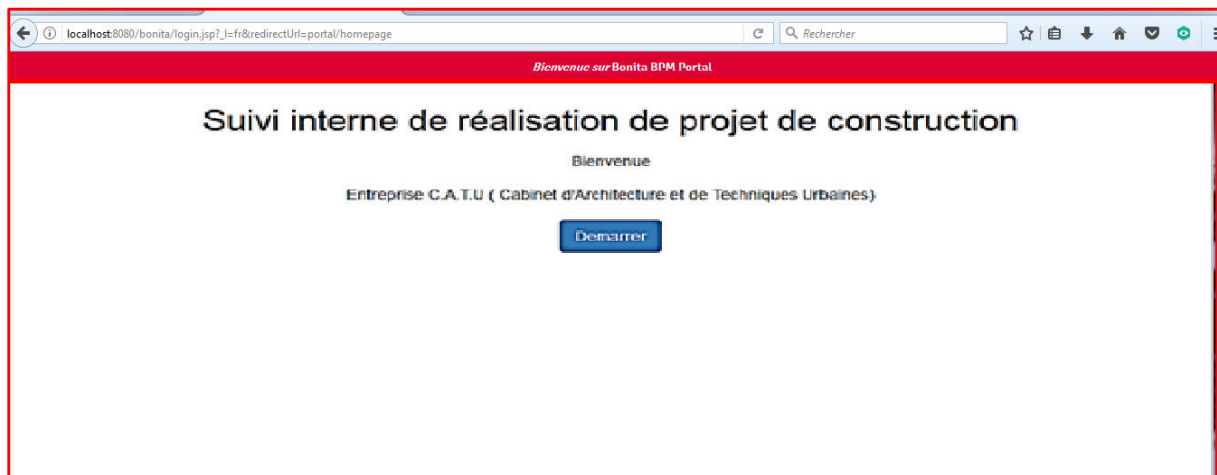 localhost:8080/bonita/login.jsp?_l=fr&redirectUrl=portal/homepage
Rechercher
Bienvenue sur Bonita BPM Portal
Suivi interne de réalisation de projet de construction
Bienvenue
Entreprise C.A.T.U ( Cabinet d'Architecture et de Techniques Urbaines)
Demarrer